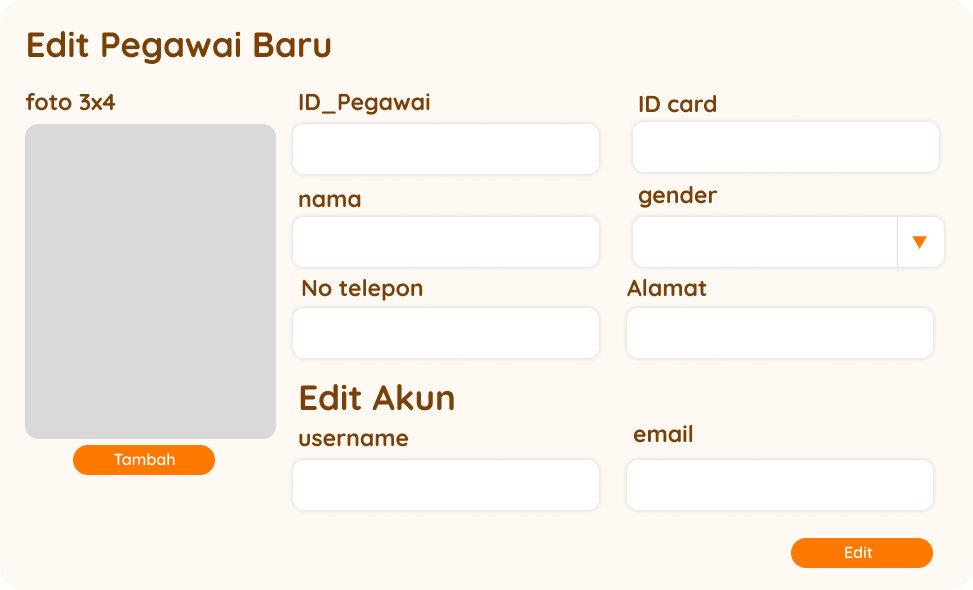 Edit Pegawai Baru
foto 3x4
ID_Pegawai
ID card
nama
gender
No telepon
Alamat
Edit Akun
username
email
Tambah
Edit